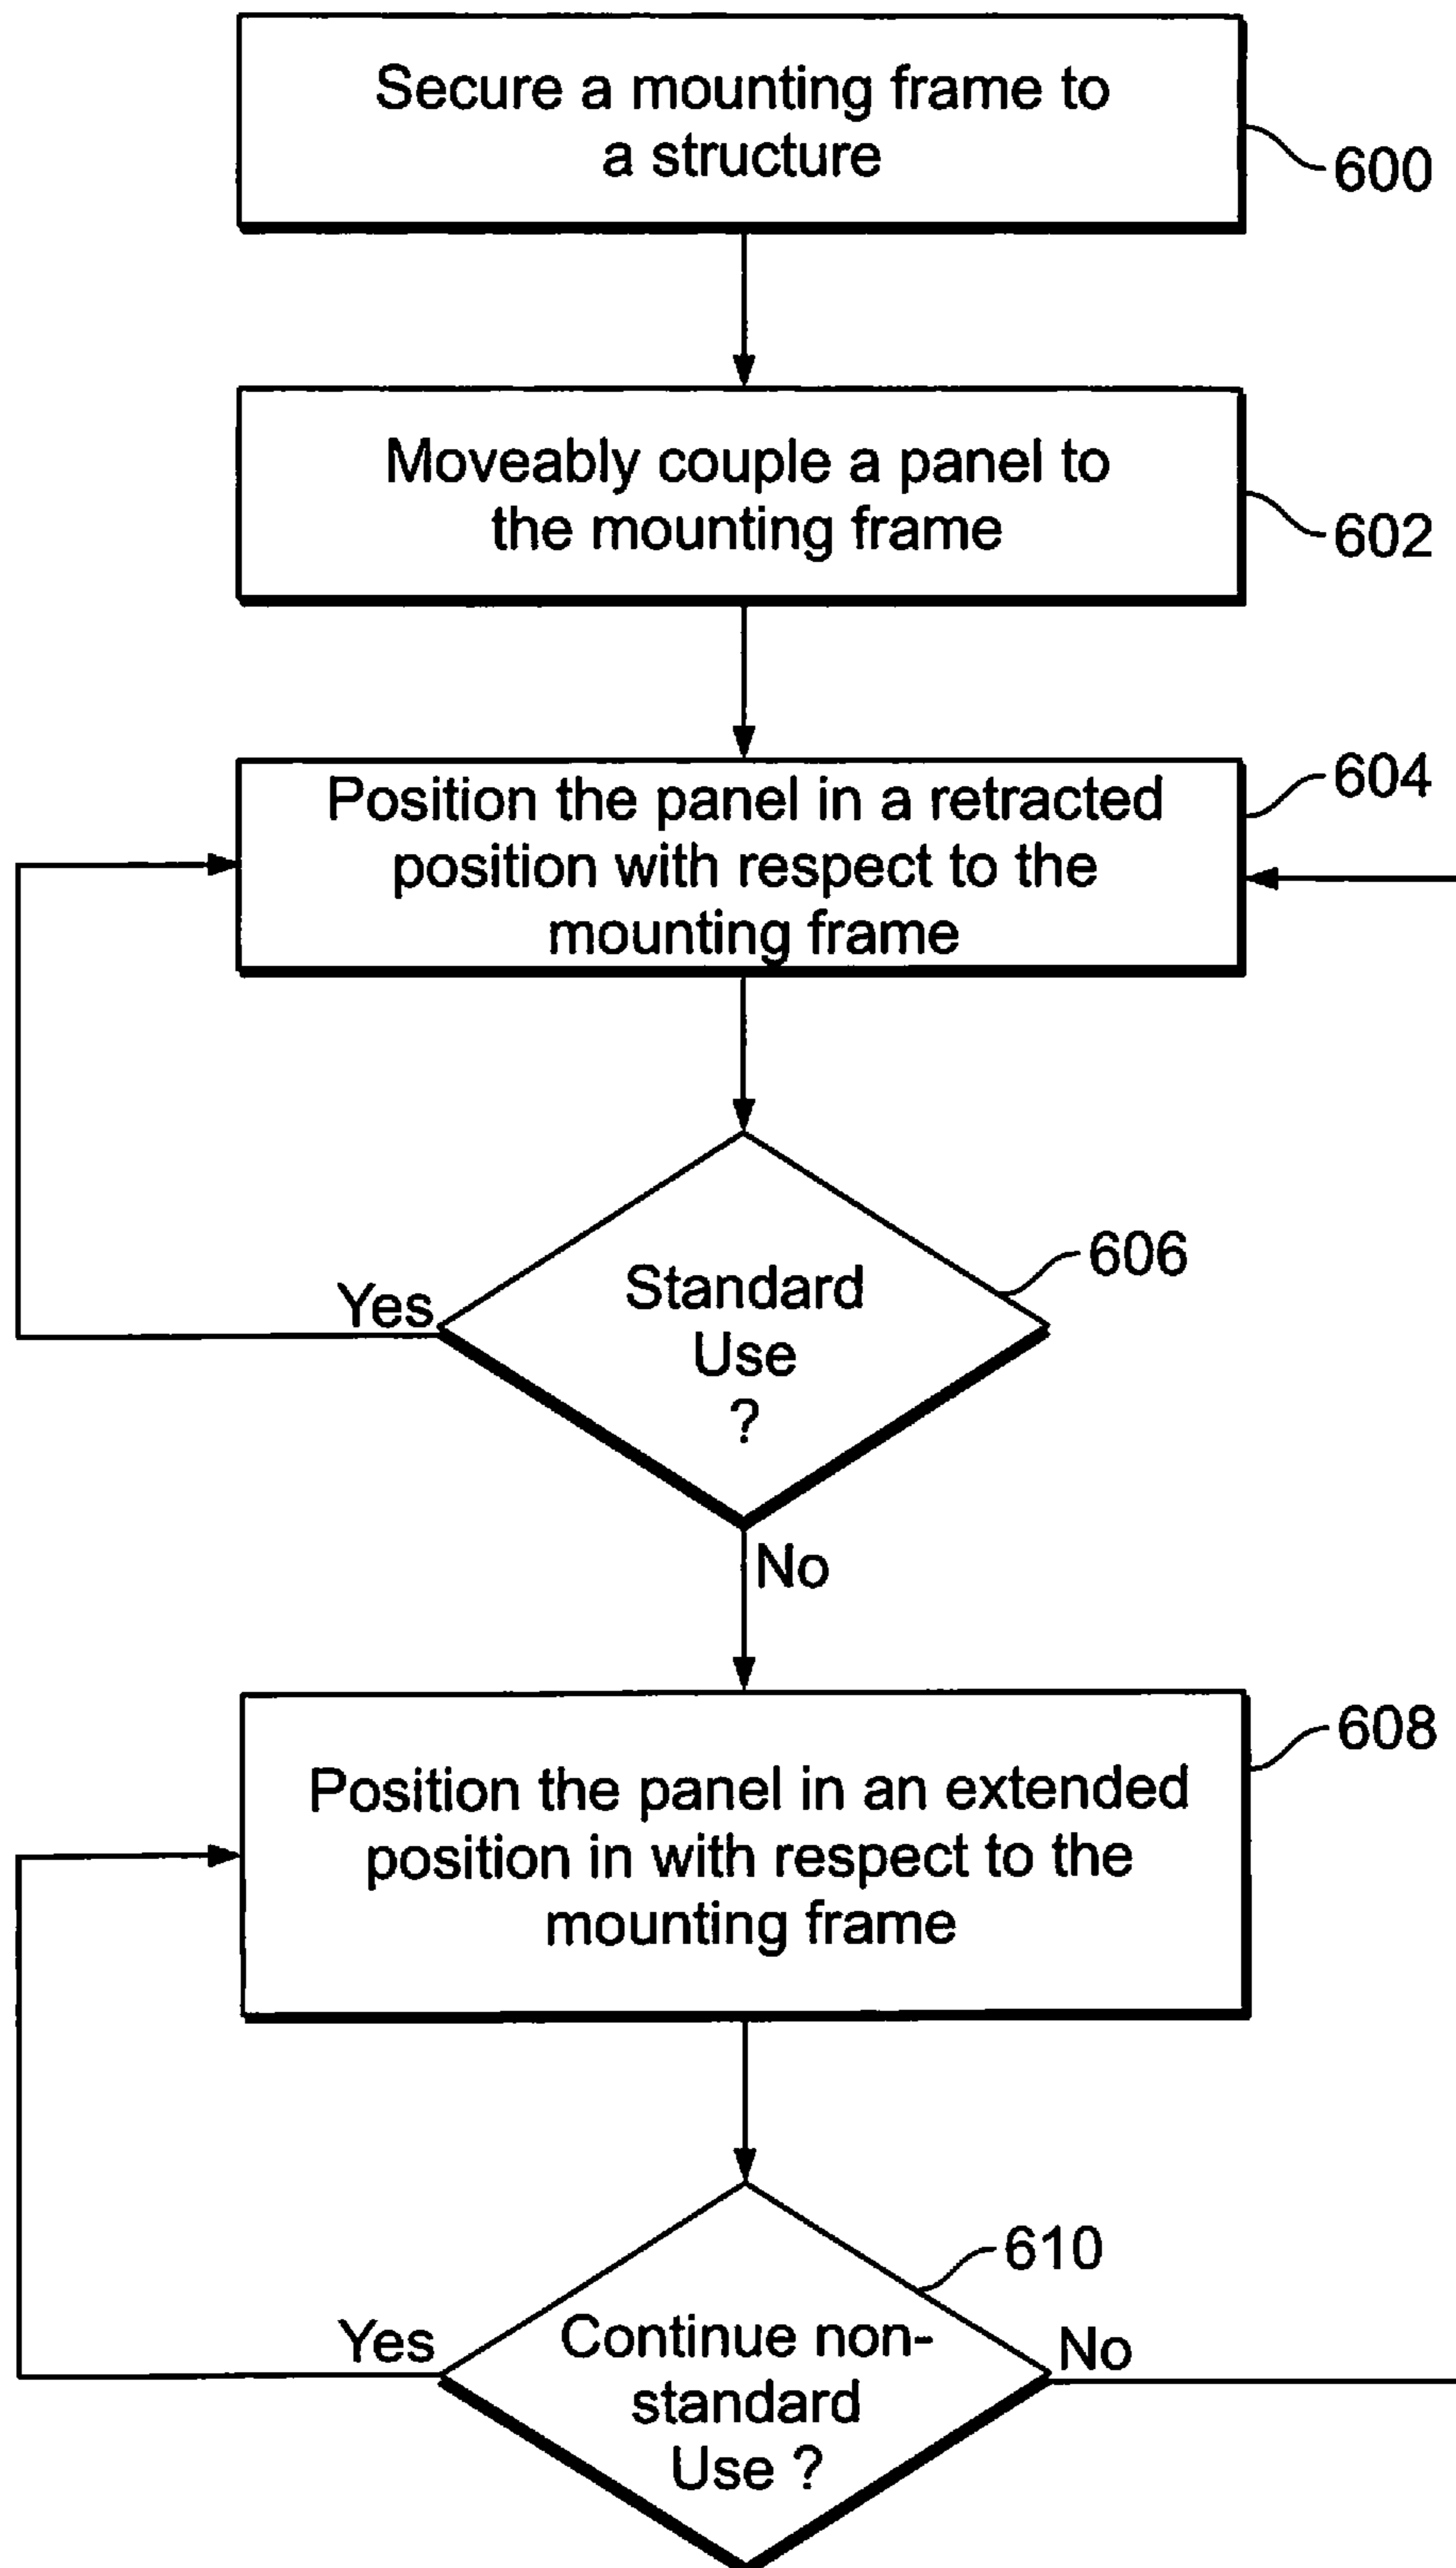 Secure a mounting frame to
a structure
600
Moveably couple a panel to
the mounting frame
602
Position the panel in a retracted
position with respect to the
mounting frame
604
Standard
Use
?
606
Yes
No
Position the panel in an extended
position in with respect to the
mounting frame
608
Continue non-
standard
Use ?
610
Yes
No